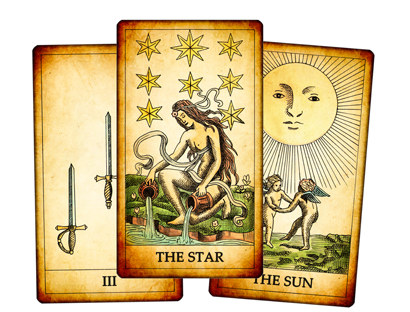 III
THE STAR
THE SUN